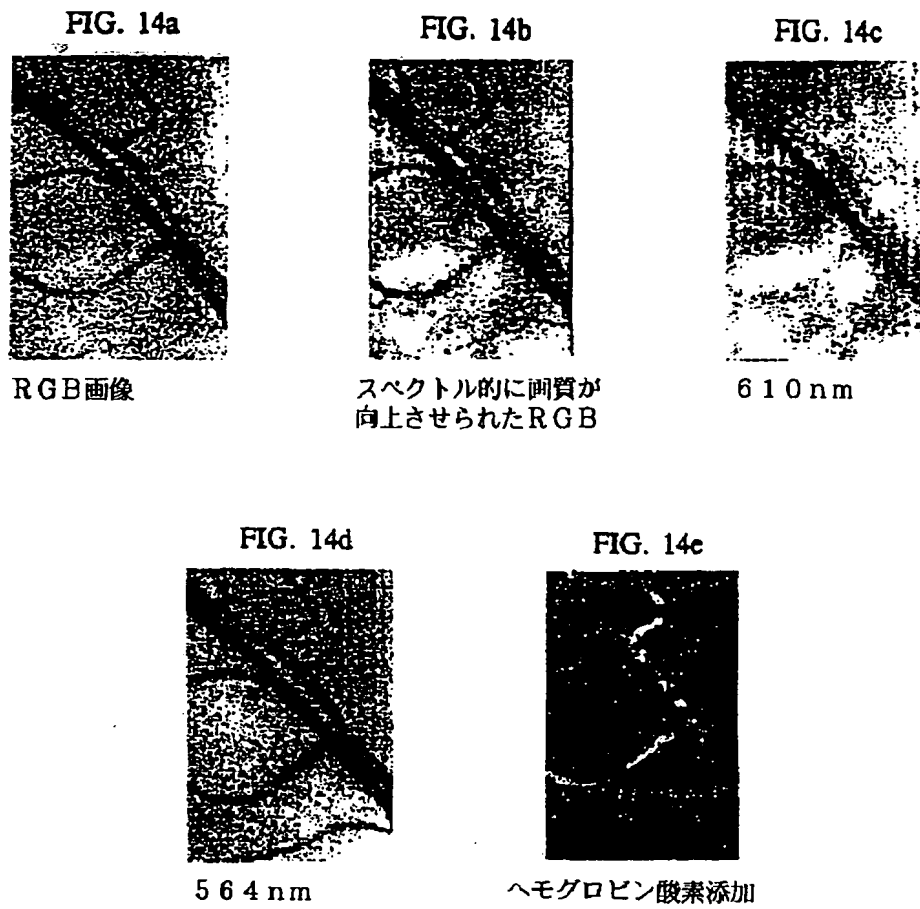 FIG. 14a
FIG. 14b
FIG. 14c
RGB画像
スペクトル的に画質が
向上させられたRGB
610nm
FIG. 14d
FIG. 14e
564nm
ヘモグロビン酸素添加